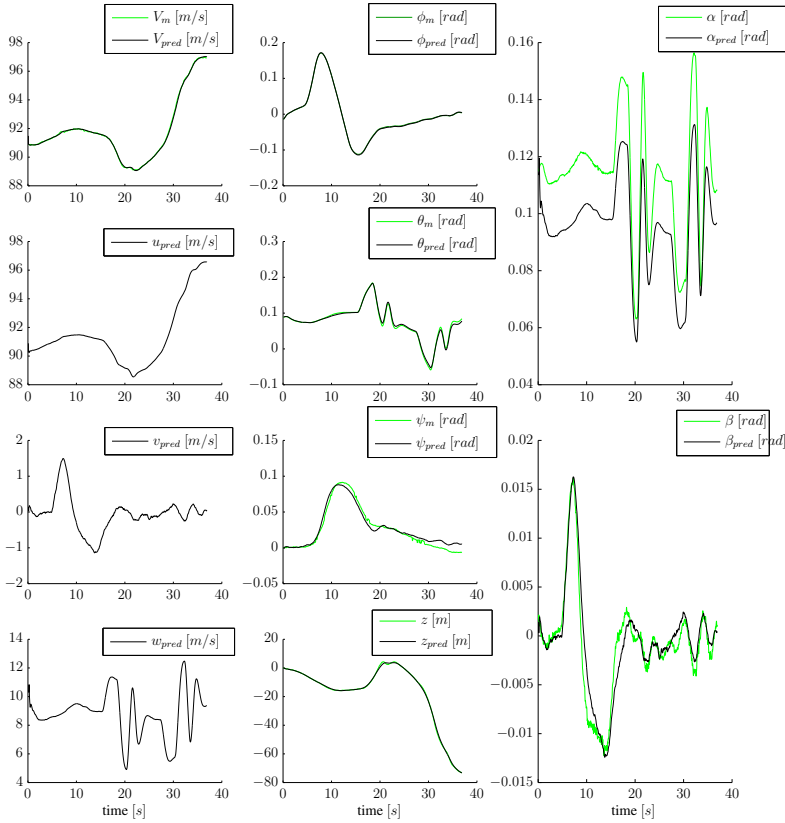 V_m [m/s]
V_pred [m/s]
98
96
94
92
90
88
0 10 20 30 40
ϕ_m [rad]
ϕ_pred [rad]
0.2
0.1
0
−0.1
−0.2
0 10 20 30 40
α [rad]
α_pred [rad]
0.16
0.14
0.12
0.1
0.08
0.06
0.04
0 10 20 30 40
u_pred [m/s]
98
96
94
92
90
88
0 10 20 30 40
θ_m [rad]
θ_pred [rad]
0.3
0.2
0.1
0
−0.1
0 10 20 30 40
v_pred [m/s]
2
1
0
−1
−2
0 10 20 30 40
ψ_m [rad]
ψ_pred [rad]
0.15
0.1
0.05
0
−0.05
0 10 20 30 40
β [rad]
β_pred [rad]
0.02
0.015
0.01
0.005
0
−0.005
−0.01
−0.015
0 10 20 30 40
time [s]
w_pred [m/s]
14
12
10
8
6
4
0 10 20 30 40
time [s]
z [m]
z_pred [m]
20
0
−20
−40
−60
−80
0 10 20 30 40
time [s]